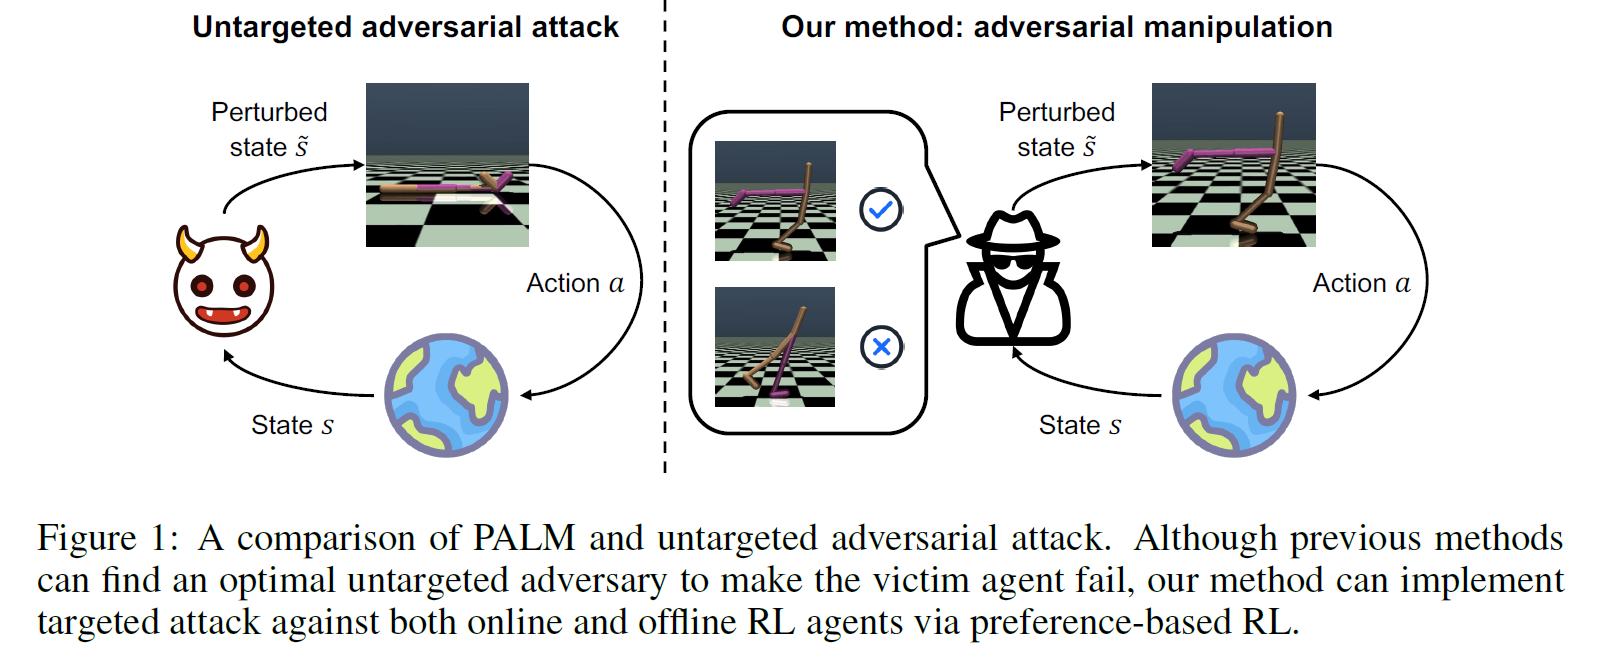 Untargeted adversarial attack
Perturbed
state s̃
Action a
State s
Our method: adversarial manipulation
Perturbed
state s̃
Action a
State s
Figure 1: A comparison of PALM and untargeted adversarial attack. Although previous methods
can find an optimal untargeted adversary to make the victim agent fail, our method can implement
targeted attack against both online and offline RL agents via preference-based RL.